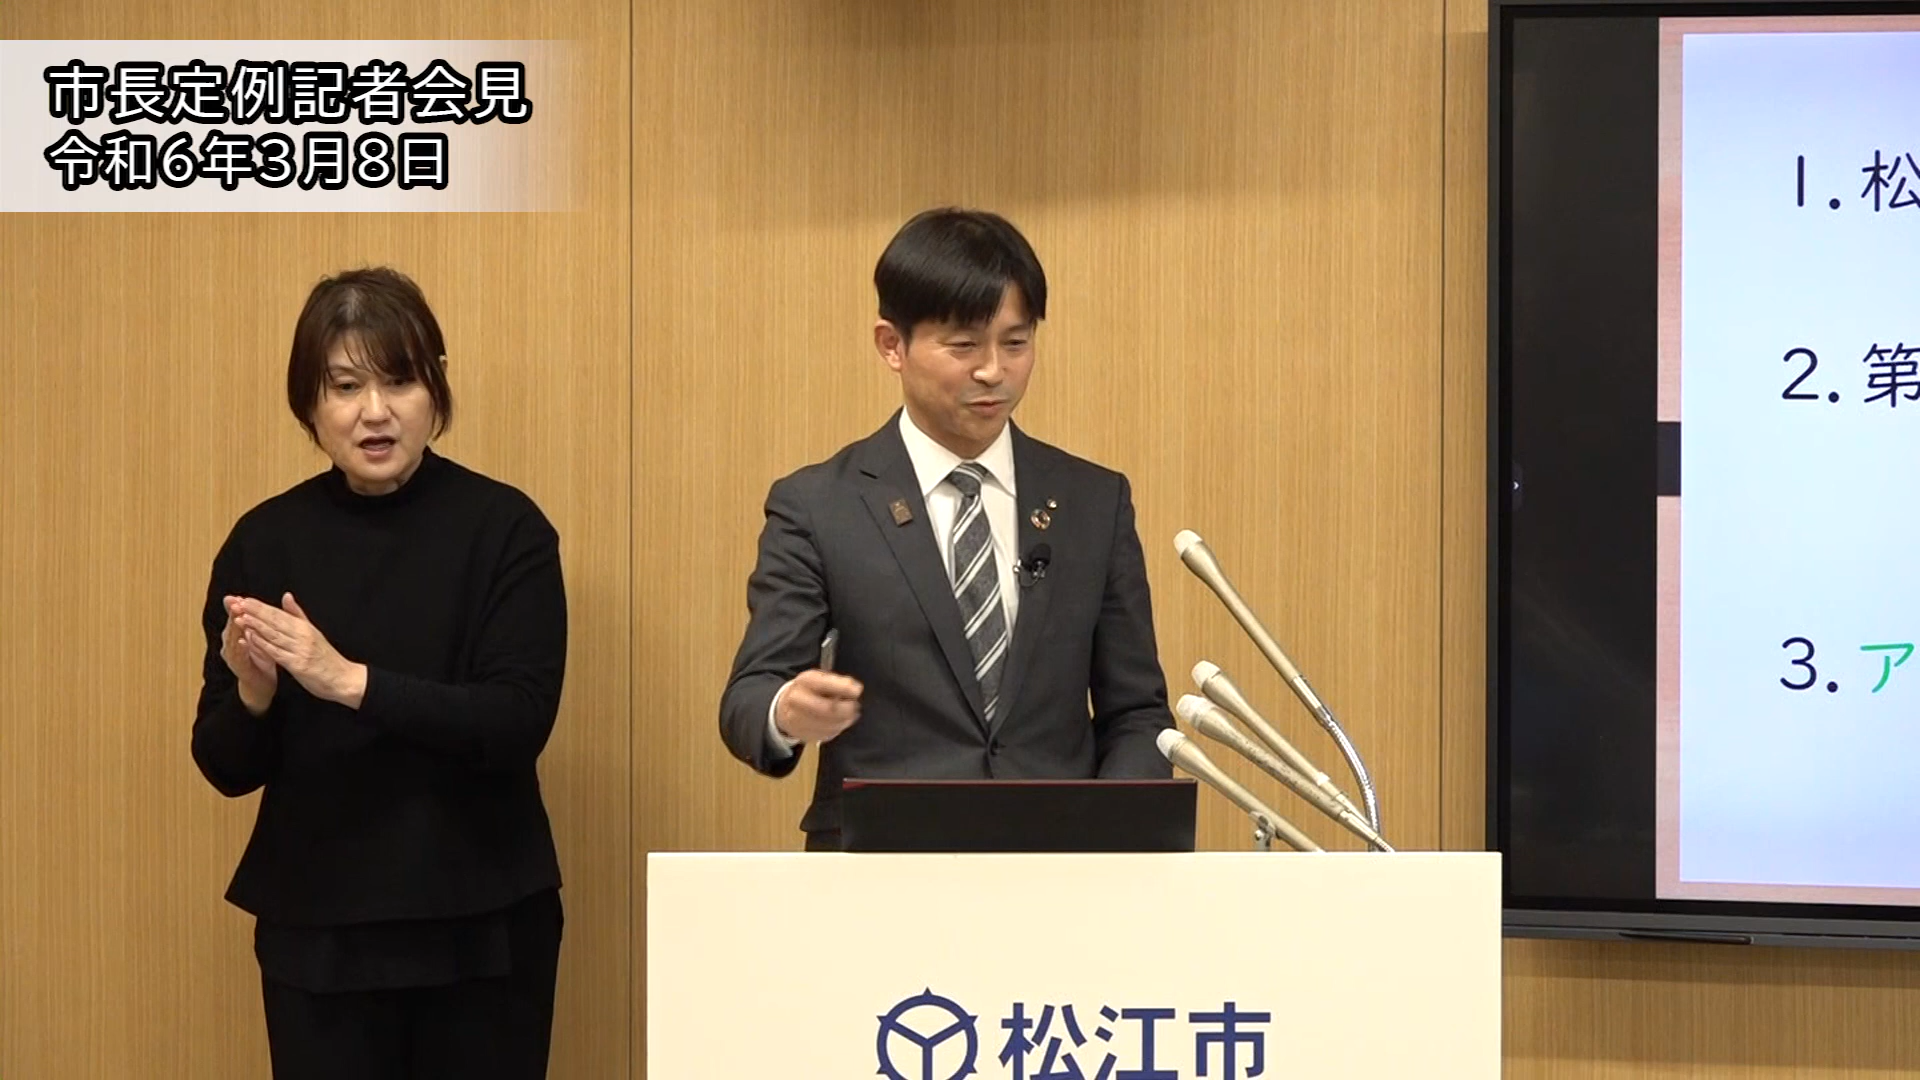 市長定例記者会見
令和6年3月8日
1. 松
2. 第
3. ア
松江市